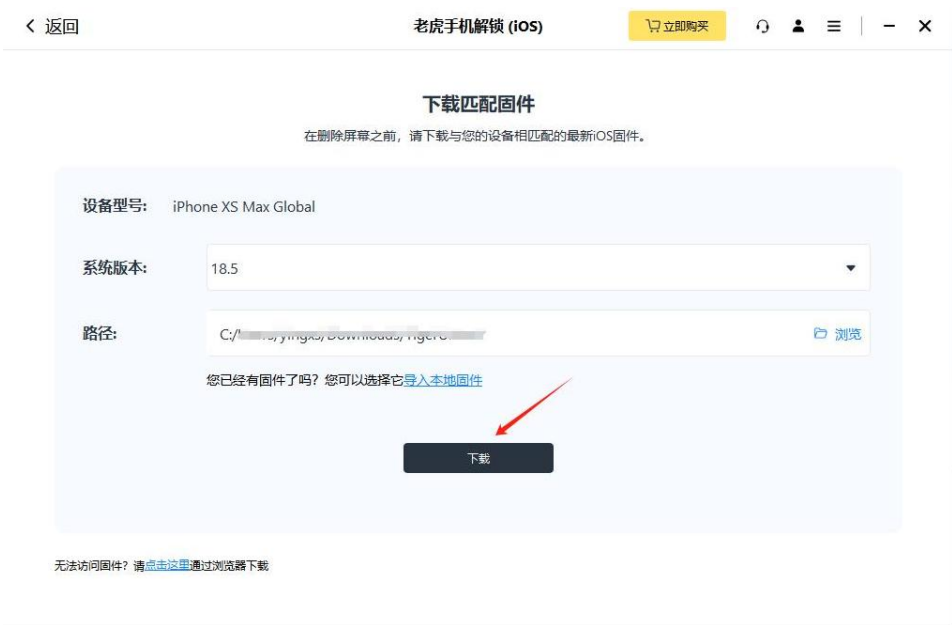 返回
老虎手机解锁 (iOS)
立即购买
下载匹配固件
在删除屏幕之前，请下载与您的设备相匹配的最新iOS固件。
设备型号: iPhone XS Max Global
系统版本: 18.5
路径: C:/ 浏览
您已经有固件了吗？您可以选择它导入本地固件
下载
无法访问固件？请点击这里通过浏览器下载